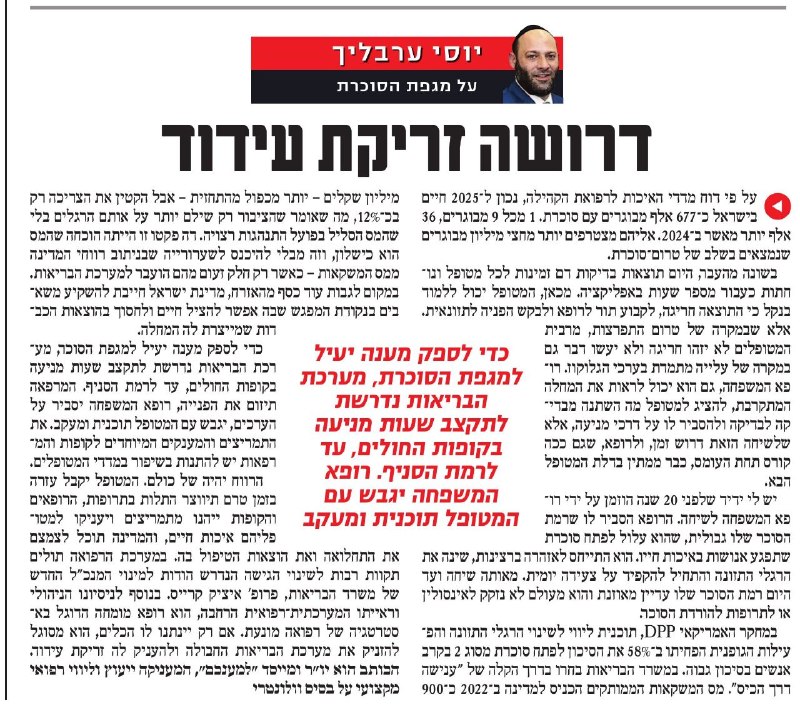 יוסי ערבליך
על מגפת הסוכרת
דרושה זריקת עידוד
על פי דוח מדדי האיכות לרפואת הקהילה, נכון ל־2025 חיים
בישראל כ־677 אלף מבוגרים עם סוכרת. 1 מכל 9 מבוגרים, 36
אלף יותר מאשר ב־2024. אליהם מצטרפים יותר מחצי מיליון מבוגרים
שנמצאים בשלב של טרום־סוכרת.
בשונה מהעבר, היום תוצאות בדיקות דם זמינות לכל מטופל ונו־
חתות כעבור מספר שעות באפליקציה. מכאן, המטופל יכול ללמוד
בנקל כי התוצאה חריגה, לקבוע תור לרופא ולבקש הפניה לתזונאית.
אלא שבמקרה של טרום התפרצות, מרבית
המטופלים לא יזהו חריגה ולא יעשו דבר גם
במקרה של עלייה מתמדת בערכי הגלוקוז. רו־
פא המשפחה, גם הוא יכול לראות את המחלה
המתקרבת, להציג למטופל מה השתנה מבדי־
קה לבדיקה ולהסביר לו על דרכי מניעה, אלא
שלשיחה הזאת דרוש זמן, ולרופא, שגם ככה
קורס תחת העומס, כבר ממתין בדלת המטופל
הבא.
יש לי ידיד שלפני 20 שנה הוזמן על ידי רו־
פא המשפחה לשיחה. הרופא הסביר לו שרמת
הסוכר שלו גבולית, שהוא עלול לפתח סוכרת
שתפגע אנושות באיכות חייו. הוא התייחס לאזהרה ברצינות, שינה את
הרגלי התזונה והתחיל להקפיד על צעידה יומית. מאותה שיחה ועד
היום רמת הסוכר שלו עדיין מאוזנת והוא מעולם לא נזקק לאינסולין
או לתרופות להורדת הסוכר.
במחקר האמריקאי DPP, תוכנית ליווי לשינוי הרגלי התזונה והפ־
עילות הגופנית הפחיתו ב־58% את הסיכון לפתח סוכרת מסוג 2 בקרב
אנשים בסיכון גבוה. במשרד הבריאות בחרו בדרך הקלה של "ענישה
דרך הכיס". מס המשקאות הממותקים הכניס למדינה ב־2022 כ־900
מיליון שקלים – יותר מכפול מהתחזית – אבל הקטין את הצריכה רק
בכ־12%, מה שאומר שהציבור רק שילם יותר על אותם הרגלים בלי
שהמס הסליל בפועל התנהגות רצויה. דה פקטו זו הייתה הוכחה שהמס
הוא כישלון, וזה מבלי להיכנס לשערורייה שבניתוב רווחי המדינה
ממס המשקאות – כאשר רק חלק זעום מהם הועבר למערכת הבריאות.
במקום לגבות עוד כסף מהאזרח, מדינת ישראל חייבת להשקיע משא־
בים בנקודת המפגש שבה אפשר להציל חיים ולחסוך בהוצאות הכב־
דות שמייצרת לה המחלה.
כדי לספק מענה יעיל למגפת הסוכר, מע־
רכת הבריאות נדרשת לתקצב שעות מניעה
בקופות החולים, עד לרמת הסניף. המרפאה
תיזום את הפנייה, רופא המשפחה יסביר על
הערכים, יגבש עם המטופל תוכנית ומעקב. את
התמריצים והמענקים המיוחדים לקופות והמ־
רפאות יש להתנות בשיפור במדדי המטופלים.
הרווח יהיה של כולם. המטופל יקבל עזרה
בזמן טרם תיווצר התלות בתרופות, הרופאים
והקופות ייהנו מתמריצים ויעניקו למטו־
פליהם איכות חיים, והמדינה תוכל לצמצם
את התחלואה ואת הוצאות הטיפול בה. במערכת הרפואה תולים
תקוות רבות לשינוי הגישה הנדרש הודות למינוי המנכ"ל החדש
של משרד הבריאות, פרופ' איציק קרייס. בנוסף לניסיונו הניהולי
וראייתו המערכתית־רפואית הרחבה, הוא רופא מומחה הדוגל באס־
טרטגיה של רפואה מונעת. אם רק יינתנו לו הכלים, הוא מסוגל
להזניק את מערכת הבריאות החבולה ולהעניק לה זריקת עידוד.
הכותב הוא יו"ר ומייסד "למענכם", המעניקה ייעוץ וליווי רפואי
מקצועי על בסיס וולונטרי
כדי לספק מענה יעיל
למגפת הסוכרת, מערכת
הבריאות נדרשת
לתקצב שעות מניעה
בקופות החולים, עד
לרמת הסניף. רופא
המשפחה יגבש עם
המטופל תוכנית ומעקב